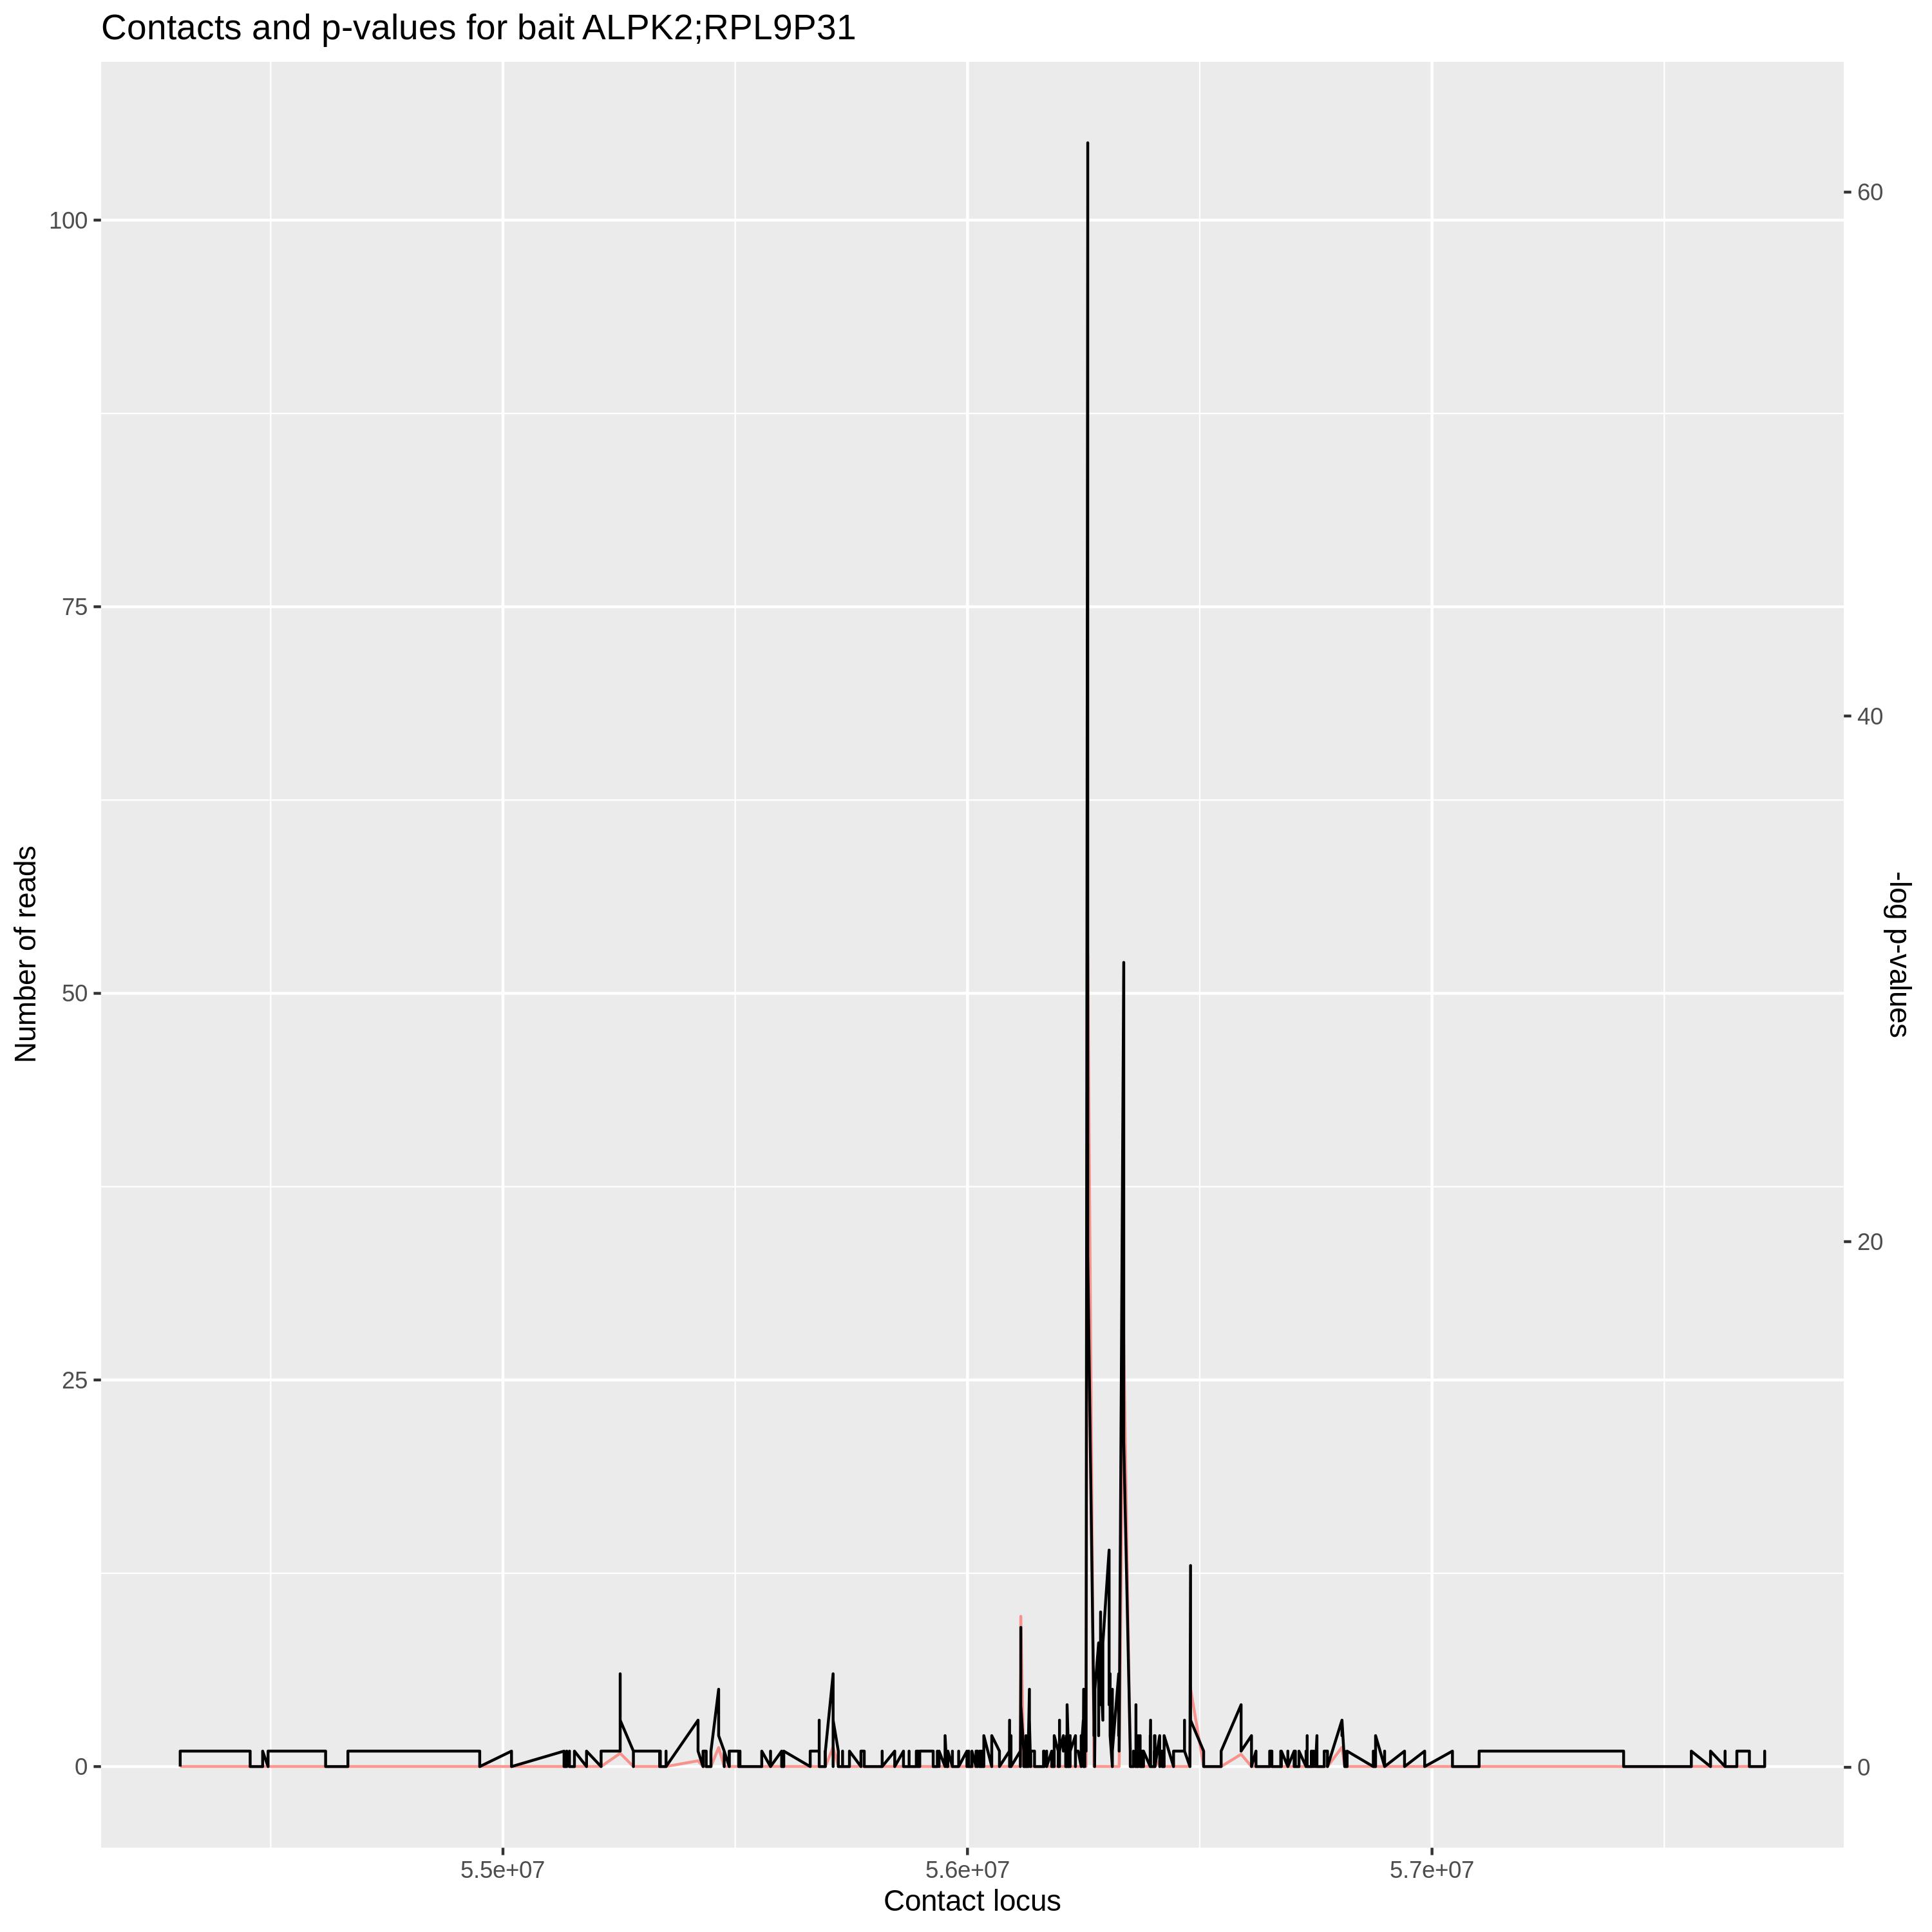 Contacts and p-values for bait ALPK2;RPL9P31
100
75
50
25
0
Number of reads
60
40
20
0
-log p-values
5.5e+07
5.6e+07
5.7e+07
Contact locus